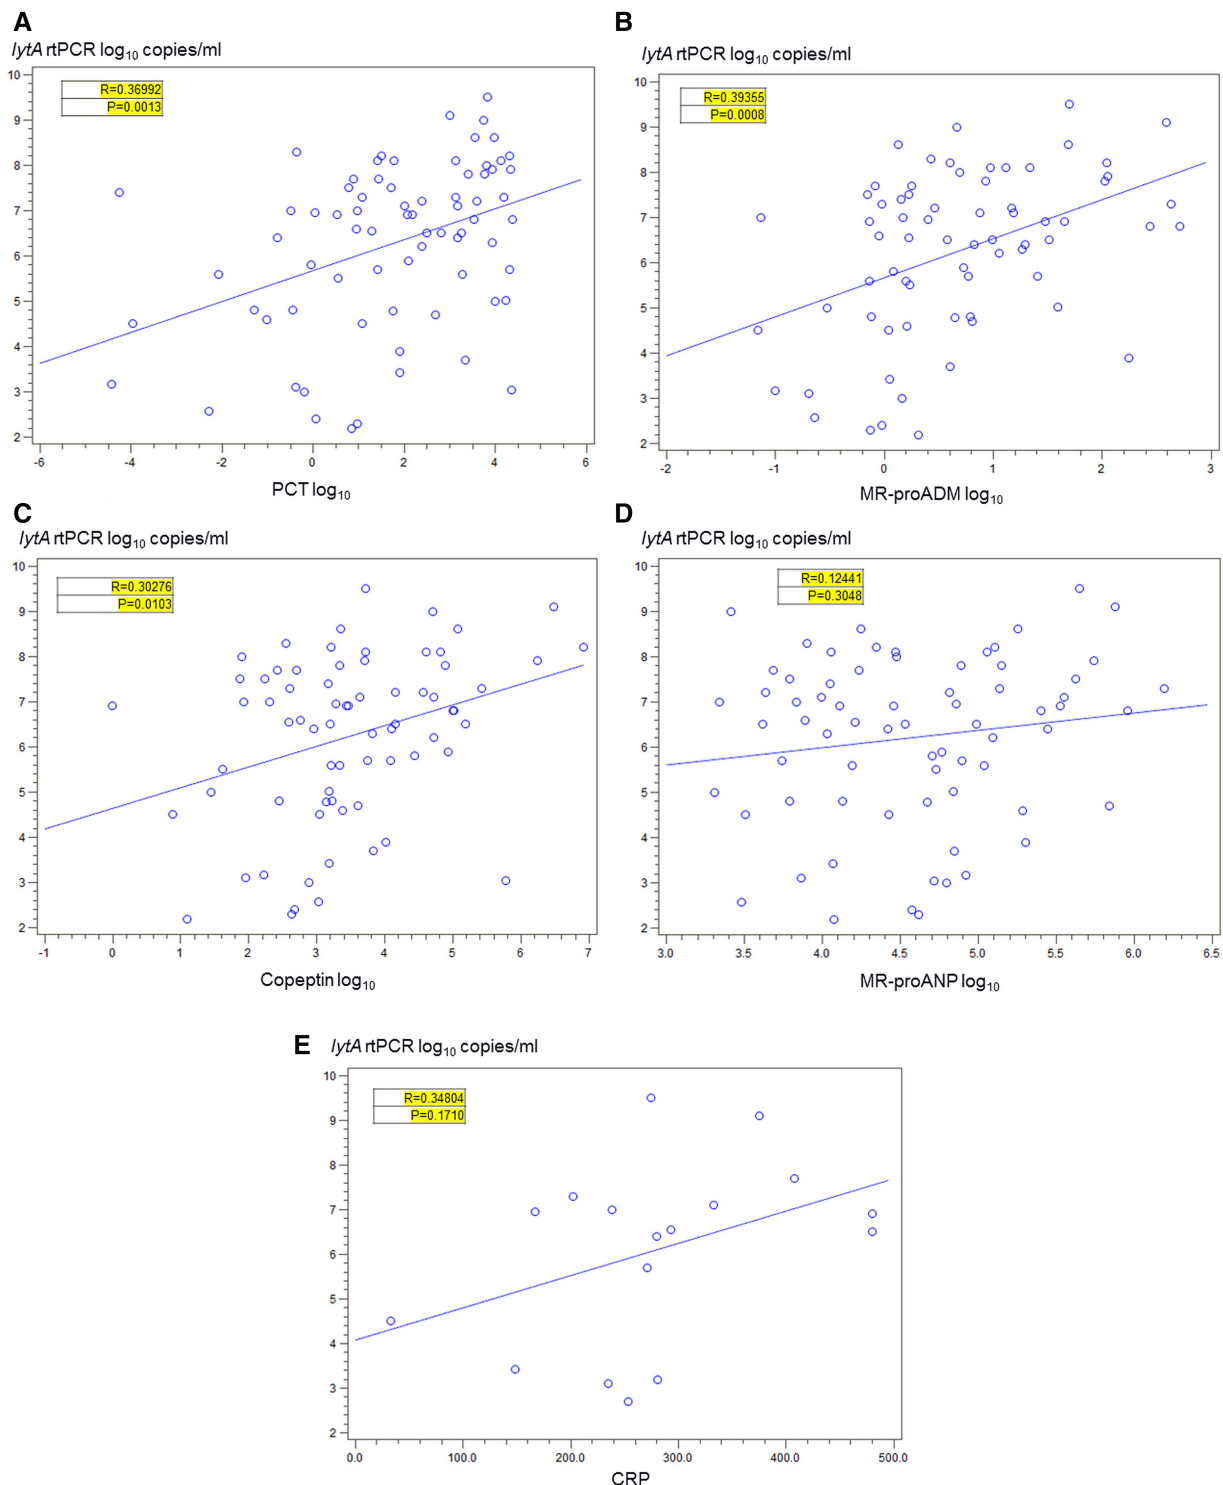 A
lytA rtPCR log10 copies/ml
R=0.36992
P=0.0013
10
9
8
7
6
5
4
3
2
-6 -4 -2 0 2 4 6
PCT log10
B
lytA rtPCR log10 copies/ml
R=0.39355
P=0.0008
10
9
8
7
6
5
4
3
2
-2 -1 0 1 2 3
MR-proADM log10
C
lytA rtPCR log10 copies/ml
R=0.30276
P=0.0103
10
9
8
7
6
5
4
3
2
-1 0 1 2 3 4 5 6 7
Copeptin log10
D
lytA rtPCR log10 copies/ml
R=0.12441
P=0.3048
10
9
8
7
6
5
4
3
2
3.0 3.5 4.0 4.5 5.0 5.5 6.0 6.5
MR-proANP log10
E
lytA rtPCR log10 copies/ml
R=0.34804
P=0.1710
10
9
8
7
6
5
4
3
2
0.0 100.0 200.0 300.0 400.0 500.0
CRP